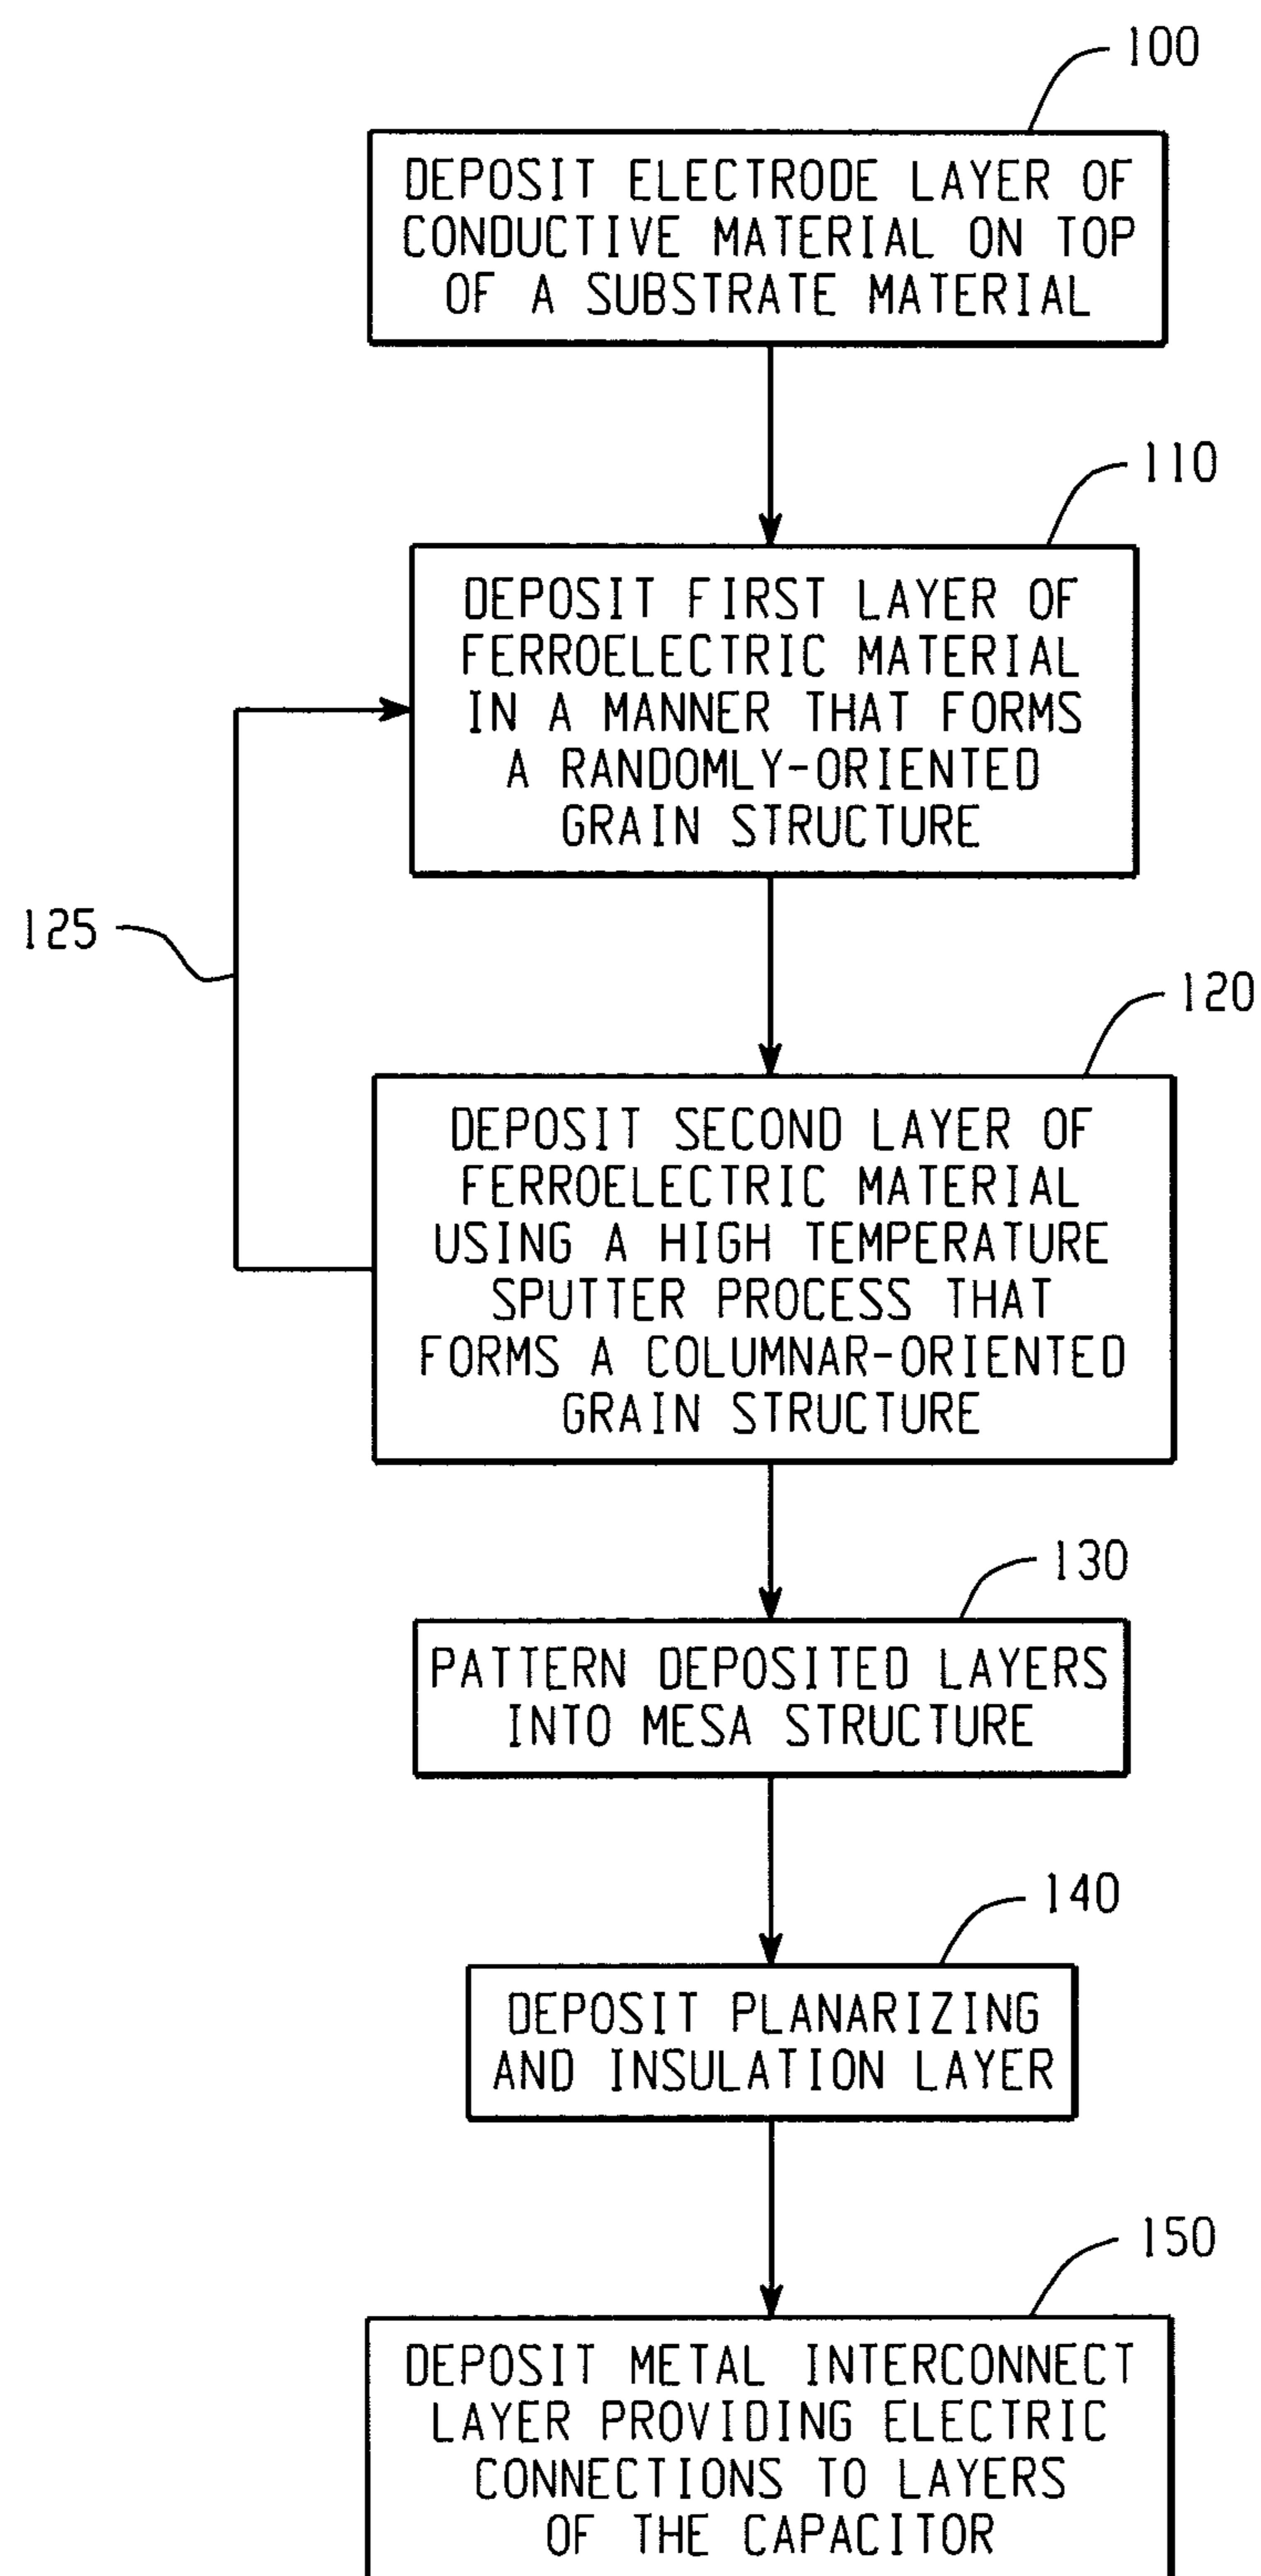 100
DEPOSIT ELECTRODE LAYER OF
CONDUCTIVE MATERIAL ON TOP
OF A SUBSTRATE MATERIAL
110
DEPOSIT FIRST LAYER OF
FERROELECTRIC MATERIAL
IN A MANNER THAT FORMS
A RANDOMLY-ORIENTED
GRAIN STRUCTURE
125
120
DEPOSIT SECOND LAYER OF
FERROELECTRIC MATERIAL
USING A HIGH TEMPERATURE
SPUTTER PROCESS THAT
FORMS A COLUMNAR-ORIENTED
GRAIN STRUCTURE
130
PATTERN DEPOSITED LAYERS
INTO MESA STRUCTURE
140
DEPOSIT PLANARIZING
AND INSULATION LAYER
150
DEPOSIT METAL INTERCONNECT
LAYER PROVIDING ELECTRIC
CONNECTIONS TO LAYERS
OF THE CAPACITOR